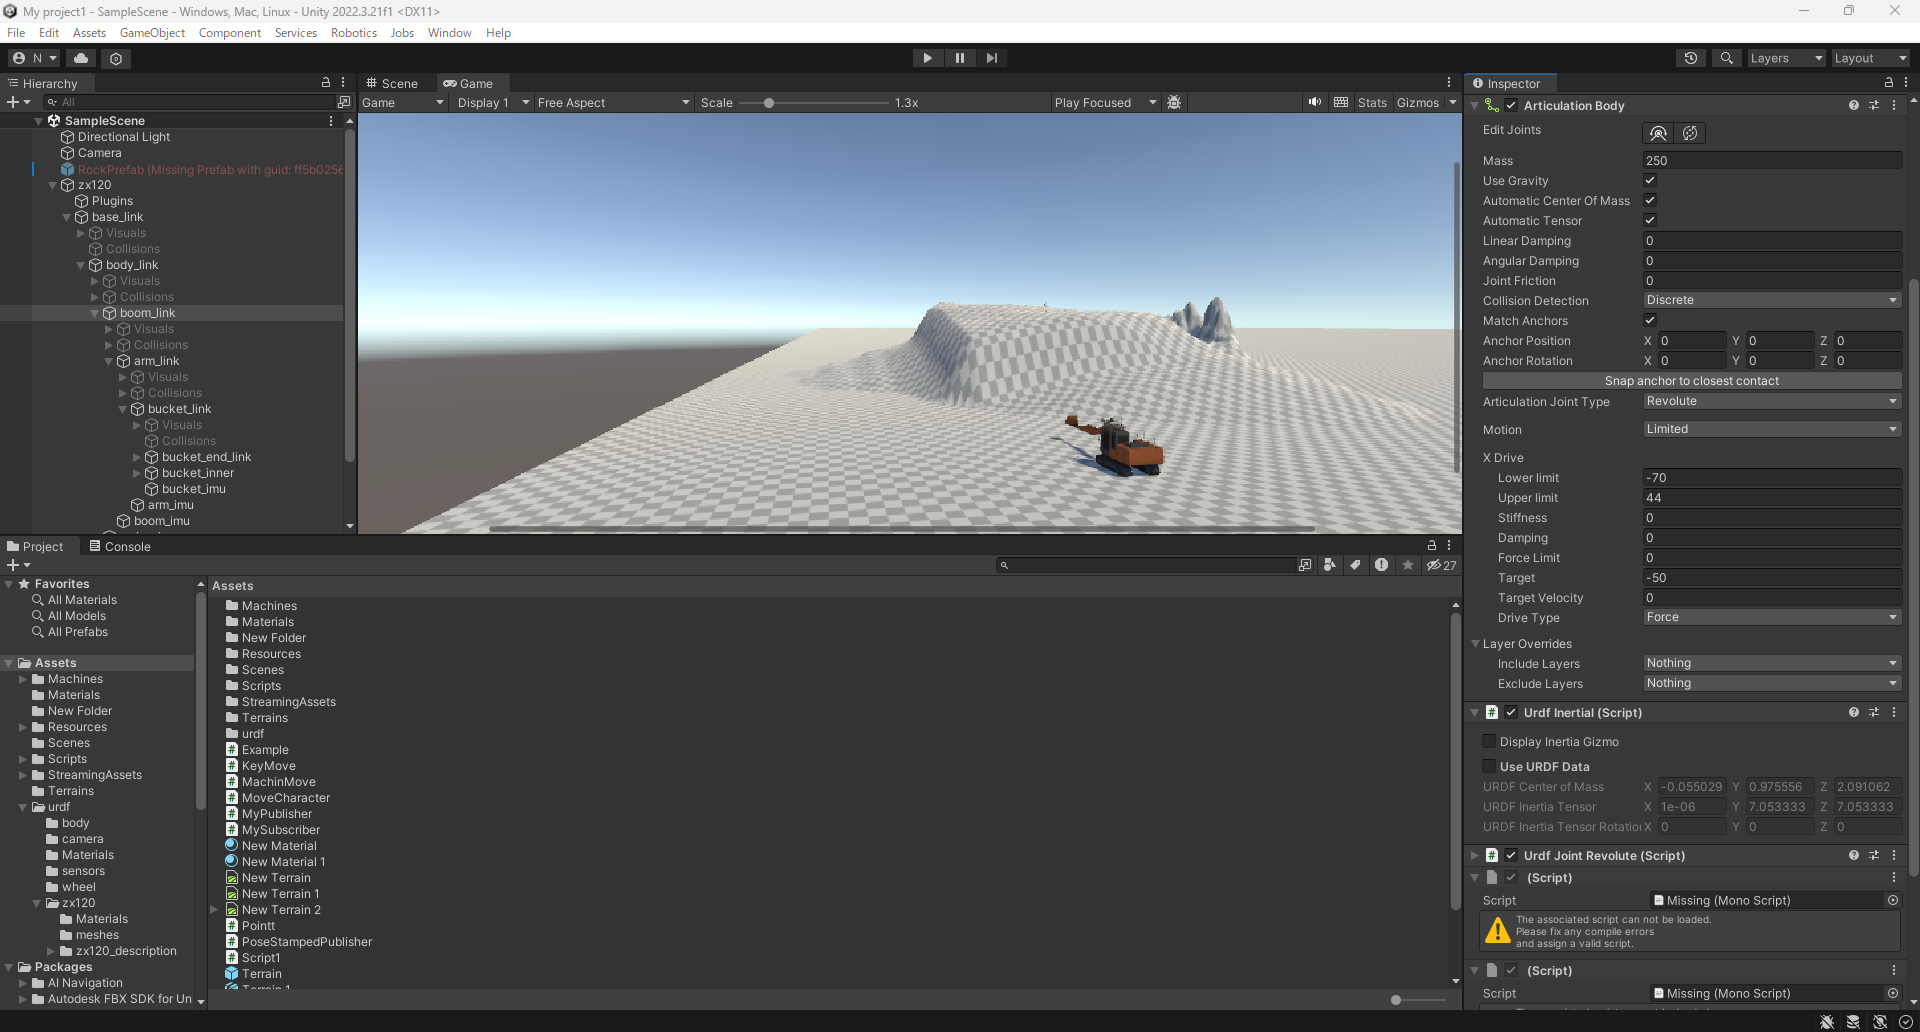 My project1 - SampleScene - Windows, Mac, Linux - Unity 2022.3.21f1 <DX11>
File Edit Assets GameObject Component Services Robotics Jobs Window Help
N
Layers Layout
Hierarchy
All
SampleScene
Directional Light
Camera
RockPrefab (Missing Prefab with guid: ff5b0256
zx120
Plugins
base_link
Visuals
Collisions
body_link
Visuals
Collisions
boom_link
Visuals
Collisions
arm_link
Visuals
Collisions
bucket_link
Visuals
Collisions
bucket_end_link
bucket_inner
bucket_imu
arm_imu
boom_imu
Scene Game
Game Display 1 Free Aspect Scale 1.3x Play Focused Stats Gizmos
Project Console
27
Favorites
All Materials
All Models
All Prefabs
Assets
Machines
Materials
New Folder
Resources
Scenes
Scripts
StreamingAssets
Terrains
urdf
body
camera
Materials
sensors
wheel
zx120
Materials
meshes
zx120_description
Packages
AI Navigation
Autodesk FBX SDK for Un
Assets
Machines
Materials
New Folder
Resources
Scenes
Scripts
StreamingAssets
Terrains
urdf
Example
KeyMove
MachinMove
MoveCharacter
MyPublisher
MySubscriber
New Material
New Material 1
New Terrain
New Terrain 1
New Terrain 2
Pointt
PoseStampedPublisher
Script1
Terrain
Terrain 1
Inspector
Articulation Body
Edit Joints
Mass 250
Use Gravity
Automatic Center Of Mass
Automatic Tensor
Linear Damping 0
Angular Damping 0
Joint Friction 0
Collision Detection Discrete
Match Anchors
Anchor Position X 0 Y 0 Z 0
Anchor Rotation X 0 Y 0 Z 0
Snap anchor to closest contact
Articulation Joint Type Revolute
Motion Limited
X Drive
Lower limit -70
Upper limit 44
Stiffness 0
Damping 0
Force Limit 0
Target -50
Target Velocity 0
Drive Type Force
Layer Overrides
Include Layers Nothing
Exclude Layers Nothing
Urdf Inertial (Script)
Display Inertia Gizmo
Use URDF Data
URDF Center of Mass X -0.055029 Y 0.975556 Z 2.091062
URDF Inertia Tensor X 1e-06 Y 7.053333 Z 7.053333
URDF Inertia Tensor Rotatio X 0 Y 0 Z 0
Urdf Joint Revolute (Script)
(Script)
Script Missing (Mono Script)
The associated script can not be loaded.
Please fix any compile errors
and assign a valid script.
(Script)
Script Missing (Mono Script)